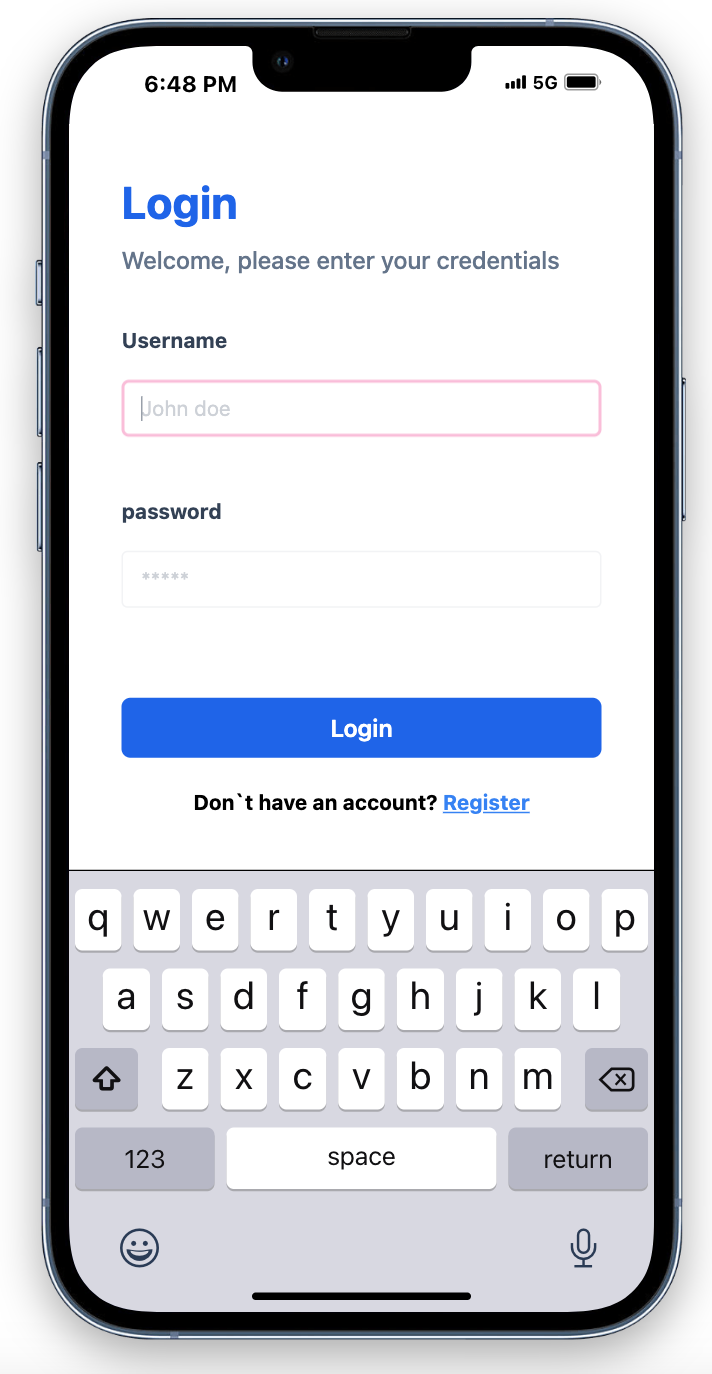 6:48 PM 5G
Login
Welcome, please enter your credentials
Username
John doe
password
*****
Login
Don`t have an account? Register
q w e r t y u i o p
a s d f g h j k l
z x c v b n m
123 space return